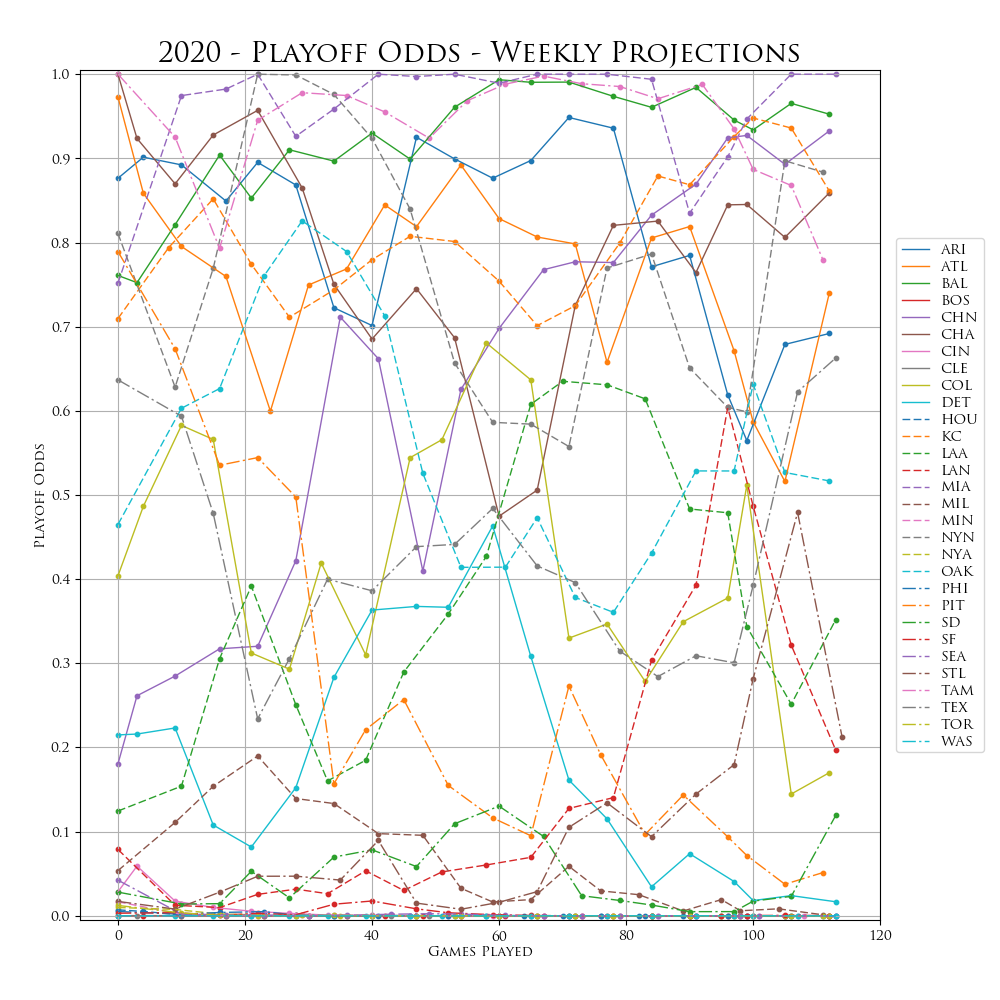 2020 - Playoff Odds - Weekly Projections
1.0
0.9
0.8
0.7
0.6
0.5
0.4
0.3
0.2
0.1
0.0
Playoff Odds
0 20 40 60 80 100 120
Games Played
ARI
ATL
BAL
BOS
CHN
CHA
CIN
CLE
COL
DET
HOU
KC
LAA
LAN
MIA
MIL
MIN
NYN
NYA
OAK
PHI
PIT
SD
SF
SEA
STL
TAM
TEX
TOR
WAS